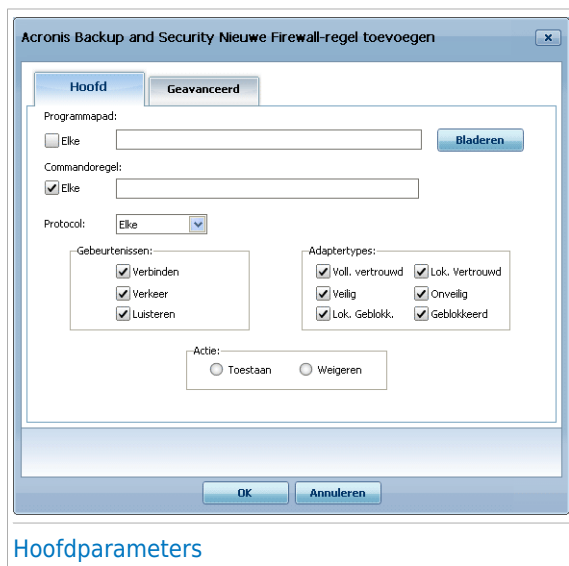 Acronis Backup and Security Nieuwe Firewall-regel toevoegen
Hoofd Geavanceerd
Programmapad:
Elke Bladeren
Commandoregel:
Elke
Protocol: Elke
Gebeurtenissen: Adaptertypes:
Verbinden Voll. vertrouwd Lok. Vertrouwd
Verkeer Veilig Onveilig
Luisteren Lok. Geblokk. Geblokkeerd
Actie:
Toestaan Weigeren
OK Annuleren
Hoofdparameters